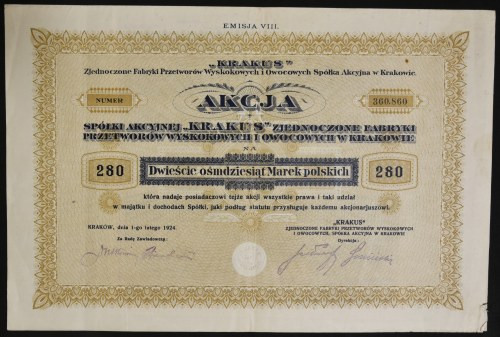 EMISJA VIII.
„KRAKUS”
Zjednoczone Fabryki Przetworów Wyskokowych i Owocowych Spółka Akcyjna w Krakowie.
NUMER
AKCJA
360.860
SPÓŁKI AKCYJNEJ „KRAKUS” ZJEDNOCZONE FABRYKI
PRZETWORÓW WYSKOKOWYCH I OWOCOWYCH W KRAKOWIE
NA
280
Dwieście ośmdziesiąt Marek polskich
280
która nadaje posiadaczowi tejże akcji wszystkie prawa i taki udział
w majątku i dochodach Spółki, jaki podług statutu przysługuje każdemu akcjonarjuszowi.
KRAKÓW, dnia 1-go lutego 1924.
Za Radę Zawiadowczą:
„KRAKUS”
ZJEDNOCZONE FABRYKI PRZETWORÓW WYSKOKOWYCH
I OWOCOWYCH, SPÓŁKA AKCYJNA W KRAKOWIE
Dyrekcja: